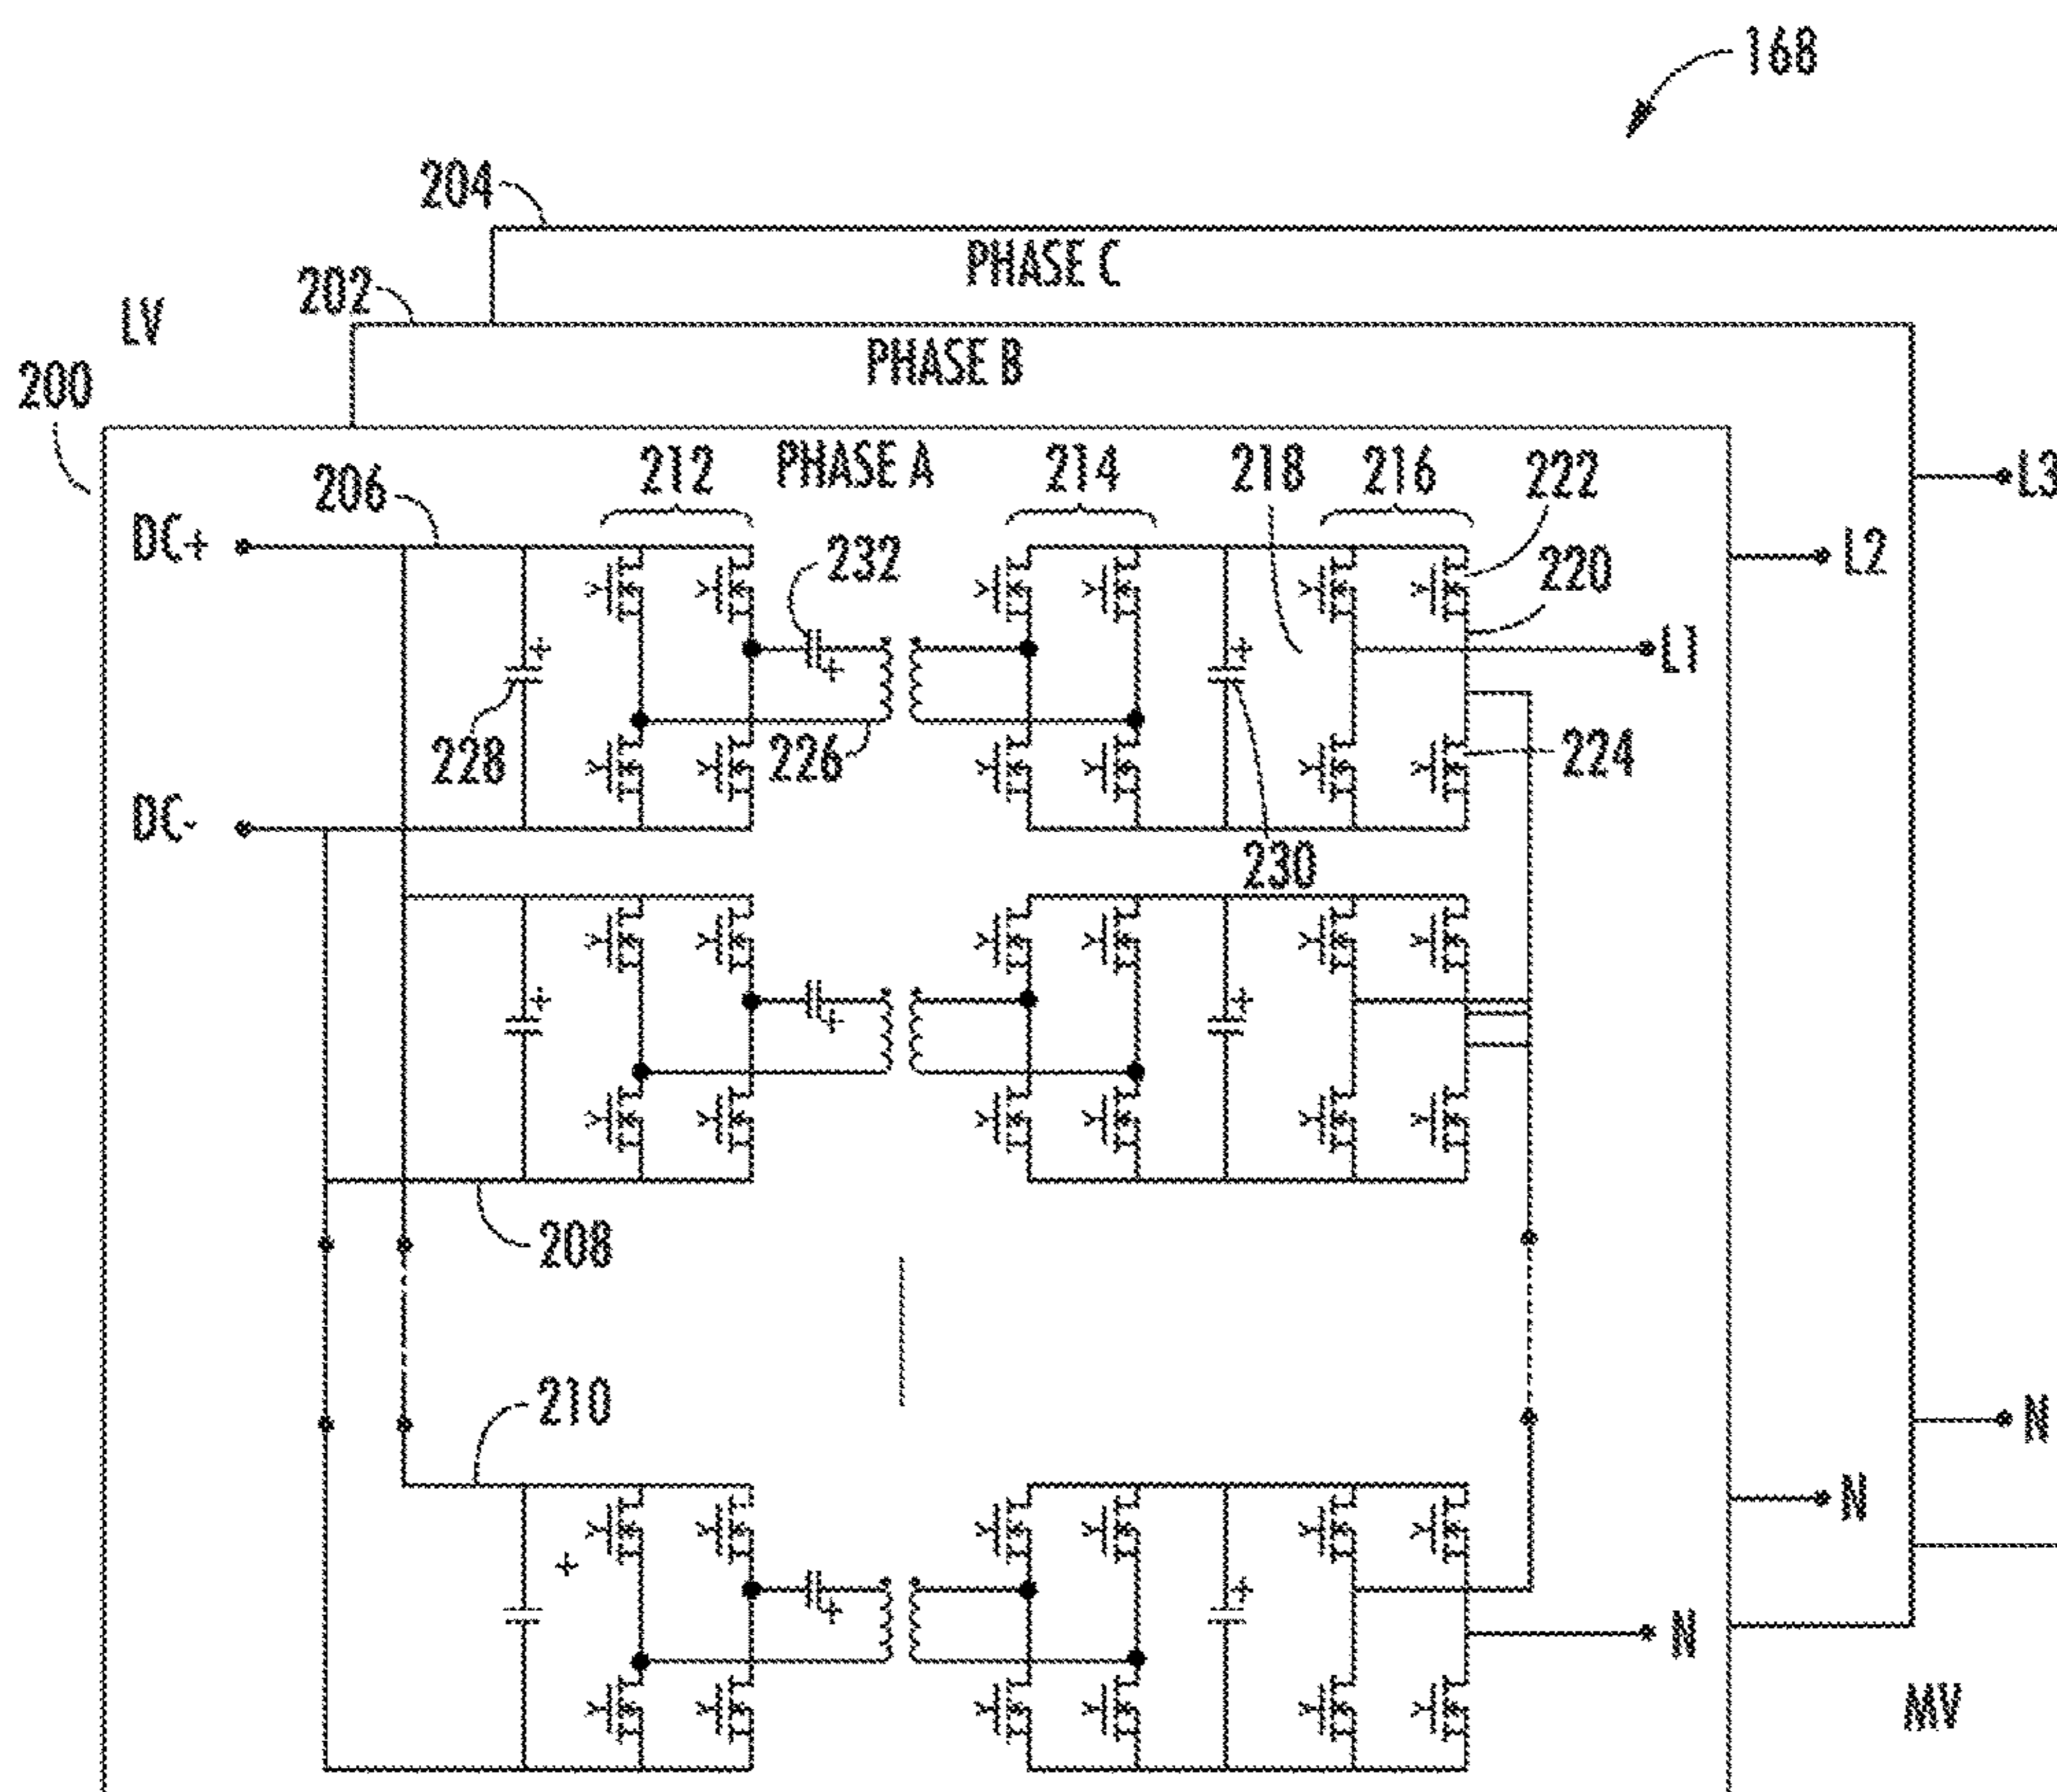 168
204
PHASE C
202
LV
PHASE B
200
PHASE A
212
214
218
216
222
206
L3
DC+
232
L2
220
L1
228
226
224
DC-
230
208
210
N
N
N
MV
+
+
+
+
+
+
+
+
+